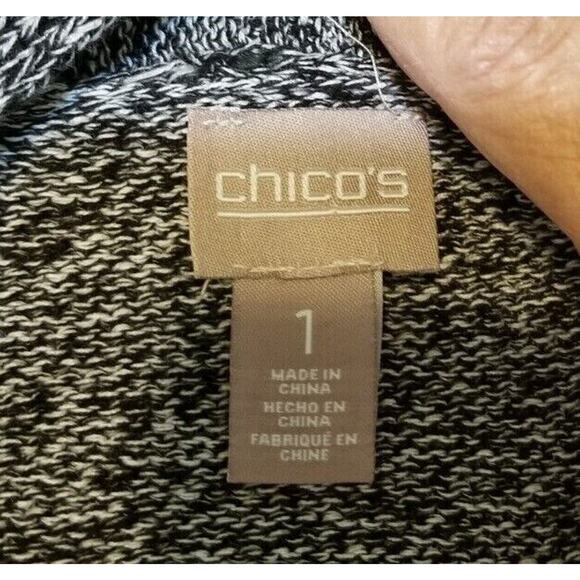 chico's
1
MADE IN
CHINA
HECHO EN
CHINA
FABRIQUÉ EN
CHINE